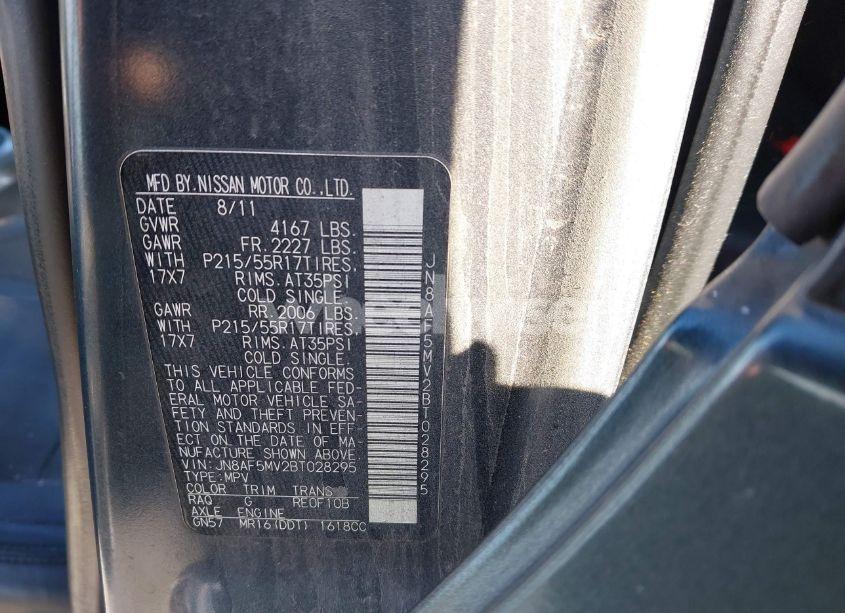 MFD BY.NISSAN MOTOR CO.,LTD.
DATE 8/11
GVWR 4167 LBS.
GAWR FR. 2227 LBS.
WITH P215/55R17TIRES,
17X7 RIMS.AT35PSI
COLD SINGLE.
GAWR RR.2006 LBS.
WITH P215/55R17TIRES,
17X7 RIMS.AT35PSI
COLD SINGLE.
THIS VEHICLE CONFORMS
TO ALL APPLICABLE FED-
ERAL MOTOR VEHICLE SA-
FETY AND THEFT PREVEN-
TION STANDARDS IN EFF
ECT ON THE DATE OF MA-
NUFACTURE SHOWN ABOVE.
VIN: JN8AF5MV2BT028295
TYPE:MPV
COLOR TRIM TRANS
RAQ G RE0F10B
AXLE ENGINE
GN57 MR16(DDT) 1618CC
JN8AF5MV2BT028295